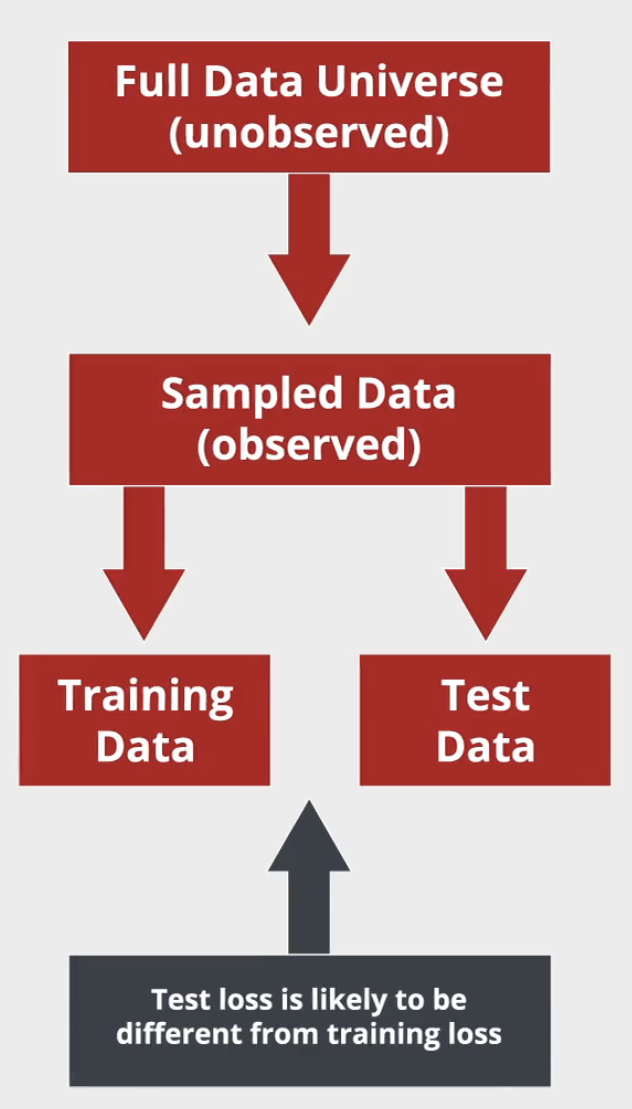 Full Data Universe
(unobserved)
Sampled Data
(observed)
Training
Data
Test
Data
Test loss is likely to be
different from training loss